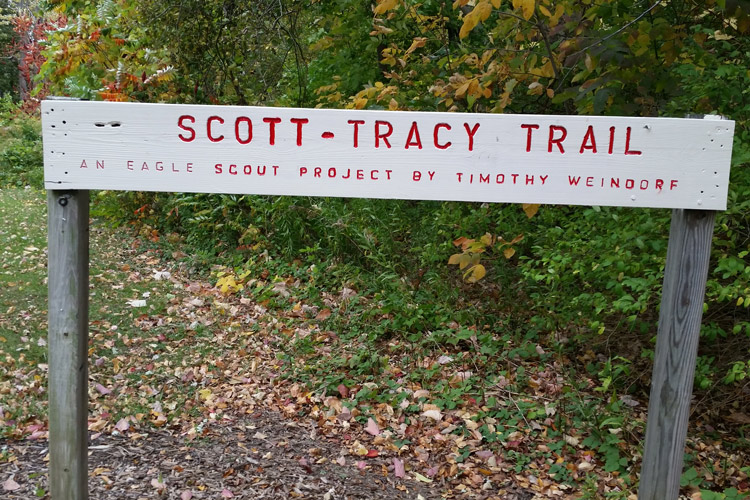 SCOTT-TRACY TRAIL
AN EAGLE SCOUT PROJECT BY TIMOTHY WEINDORF